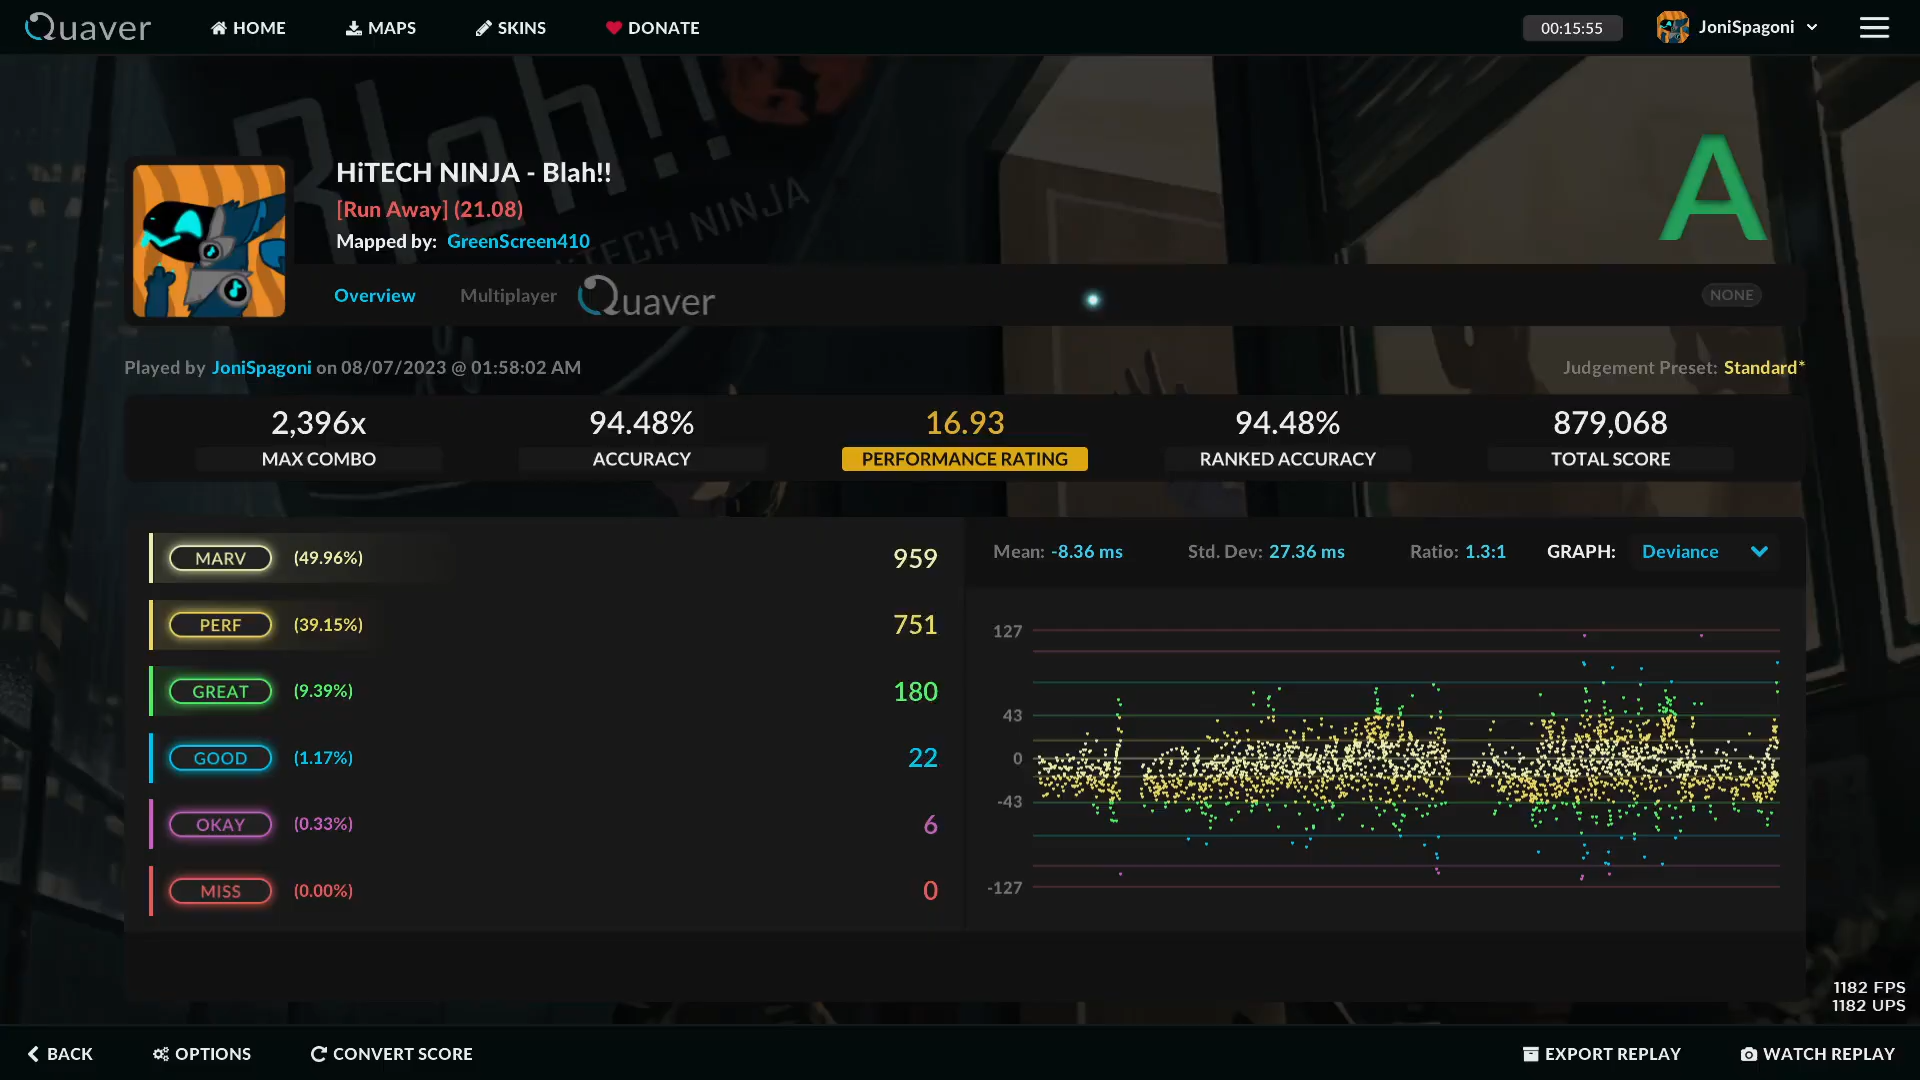 Quaver
HOME
MAPS
SKINS
DONATE
00:15:55
JoniSpagoni
Blah!!
HiTECH NINJA
HiTECH NINJA - Blah!!
[Run Away] (21.08)
Mapped by: GreenScreen410
A
Overview
Multiplayer
Quaver
NONE
Played by JoniSpagoni on 08/07/2023 @ 01:58:02 AM
Judgement Preset: Standard*
2,396x
MAX COMBO
94.48%
ACCURACY
16.93
PERFORMANCE RATING
94.48%
RANKED ACCURACY
879,068
TOTAL SCORE
MARV (49.96%) 959
PERF (39.15%) 751
GREAT (9.39%) 180
GOOD (1.17%) 22
OKAY (0.33%) 6
MISS (0.00%) 0
Mean: -8.36 ms
Std. Dev: 27.36 ms
Ratio: 1.3:1
GRAPH: Deviance
127
43
0
-43
-127
1182 FPS
1182 UPS
BACK
OPTIONS
CONVERT SCORE
EXPORT REPLAY
WATCH REPLAY